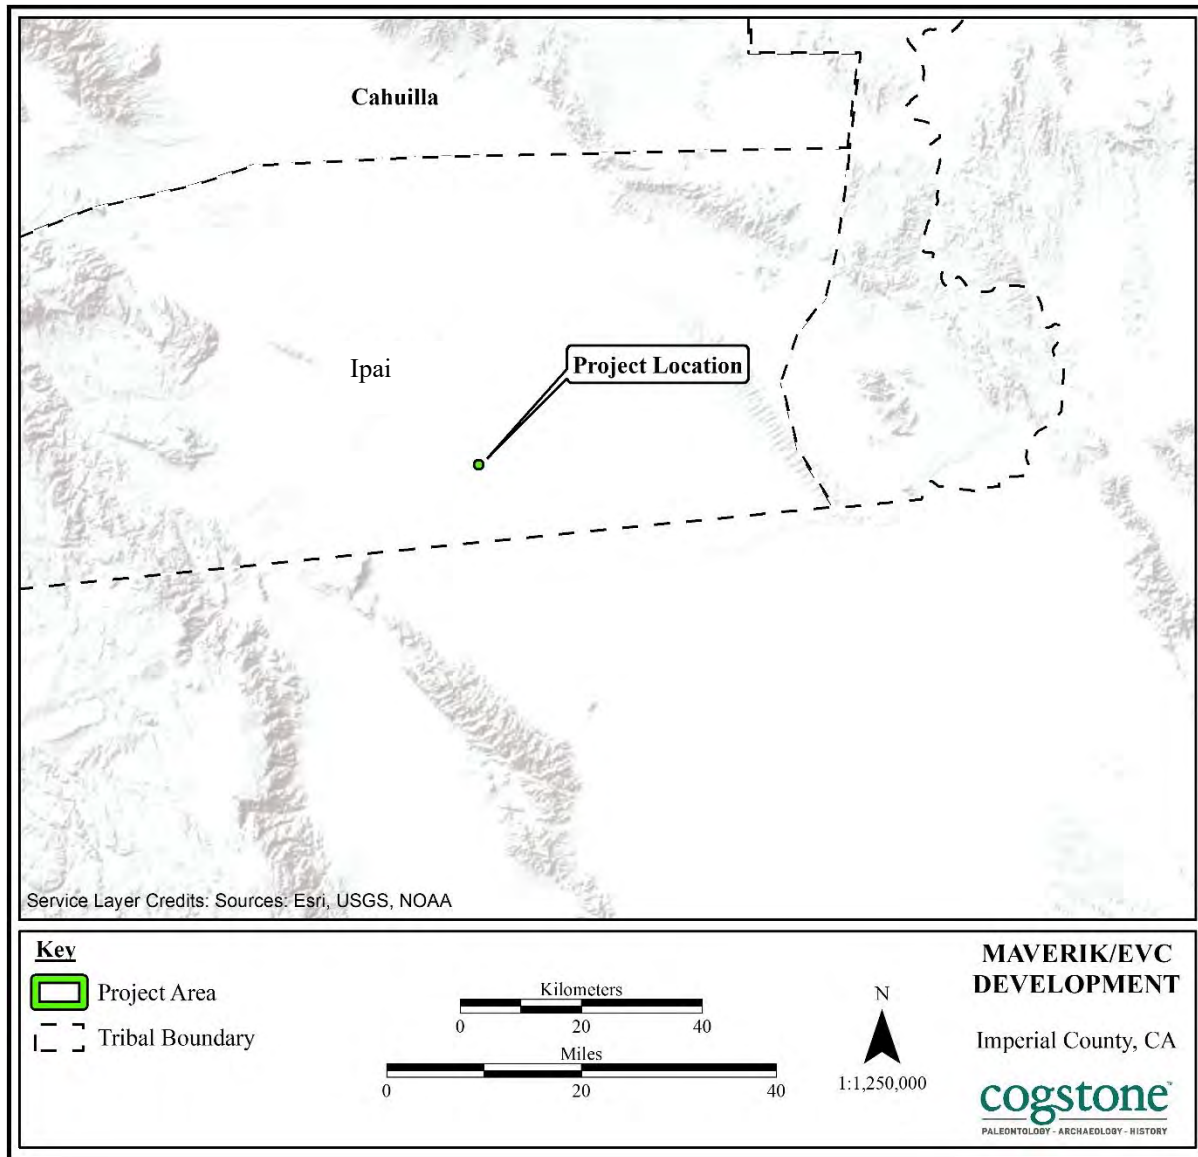 Cahuilla
Ipai
Project Location
Service Layer Credits: Sources: Esri, USGS, NOAA
Key
Project Area
Tribal Boundary
Kilometers
0 20 40
Miles
0 20 40
N
1:1,250,000
MAVERIK/EVC
DEVELOPMENT
Imperial County, CA
cogstone™
PALEONTOLOGY - ARCHAEOLOGY - HISTORY